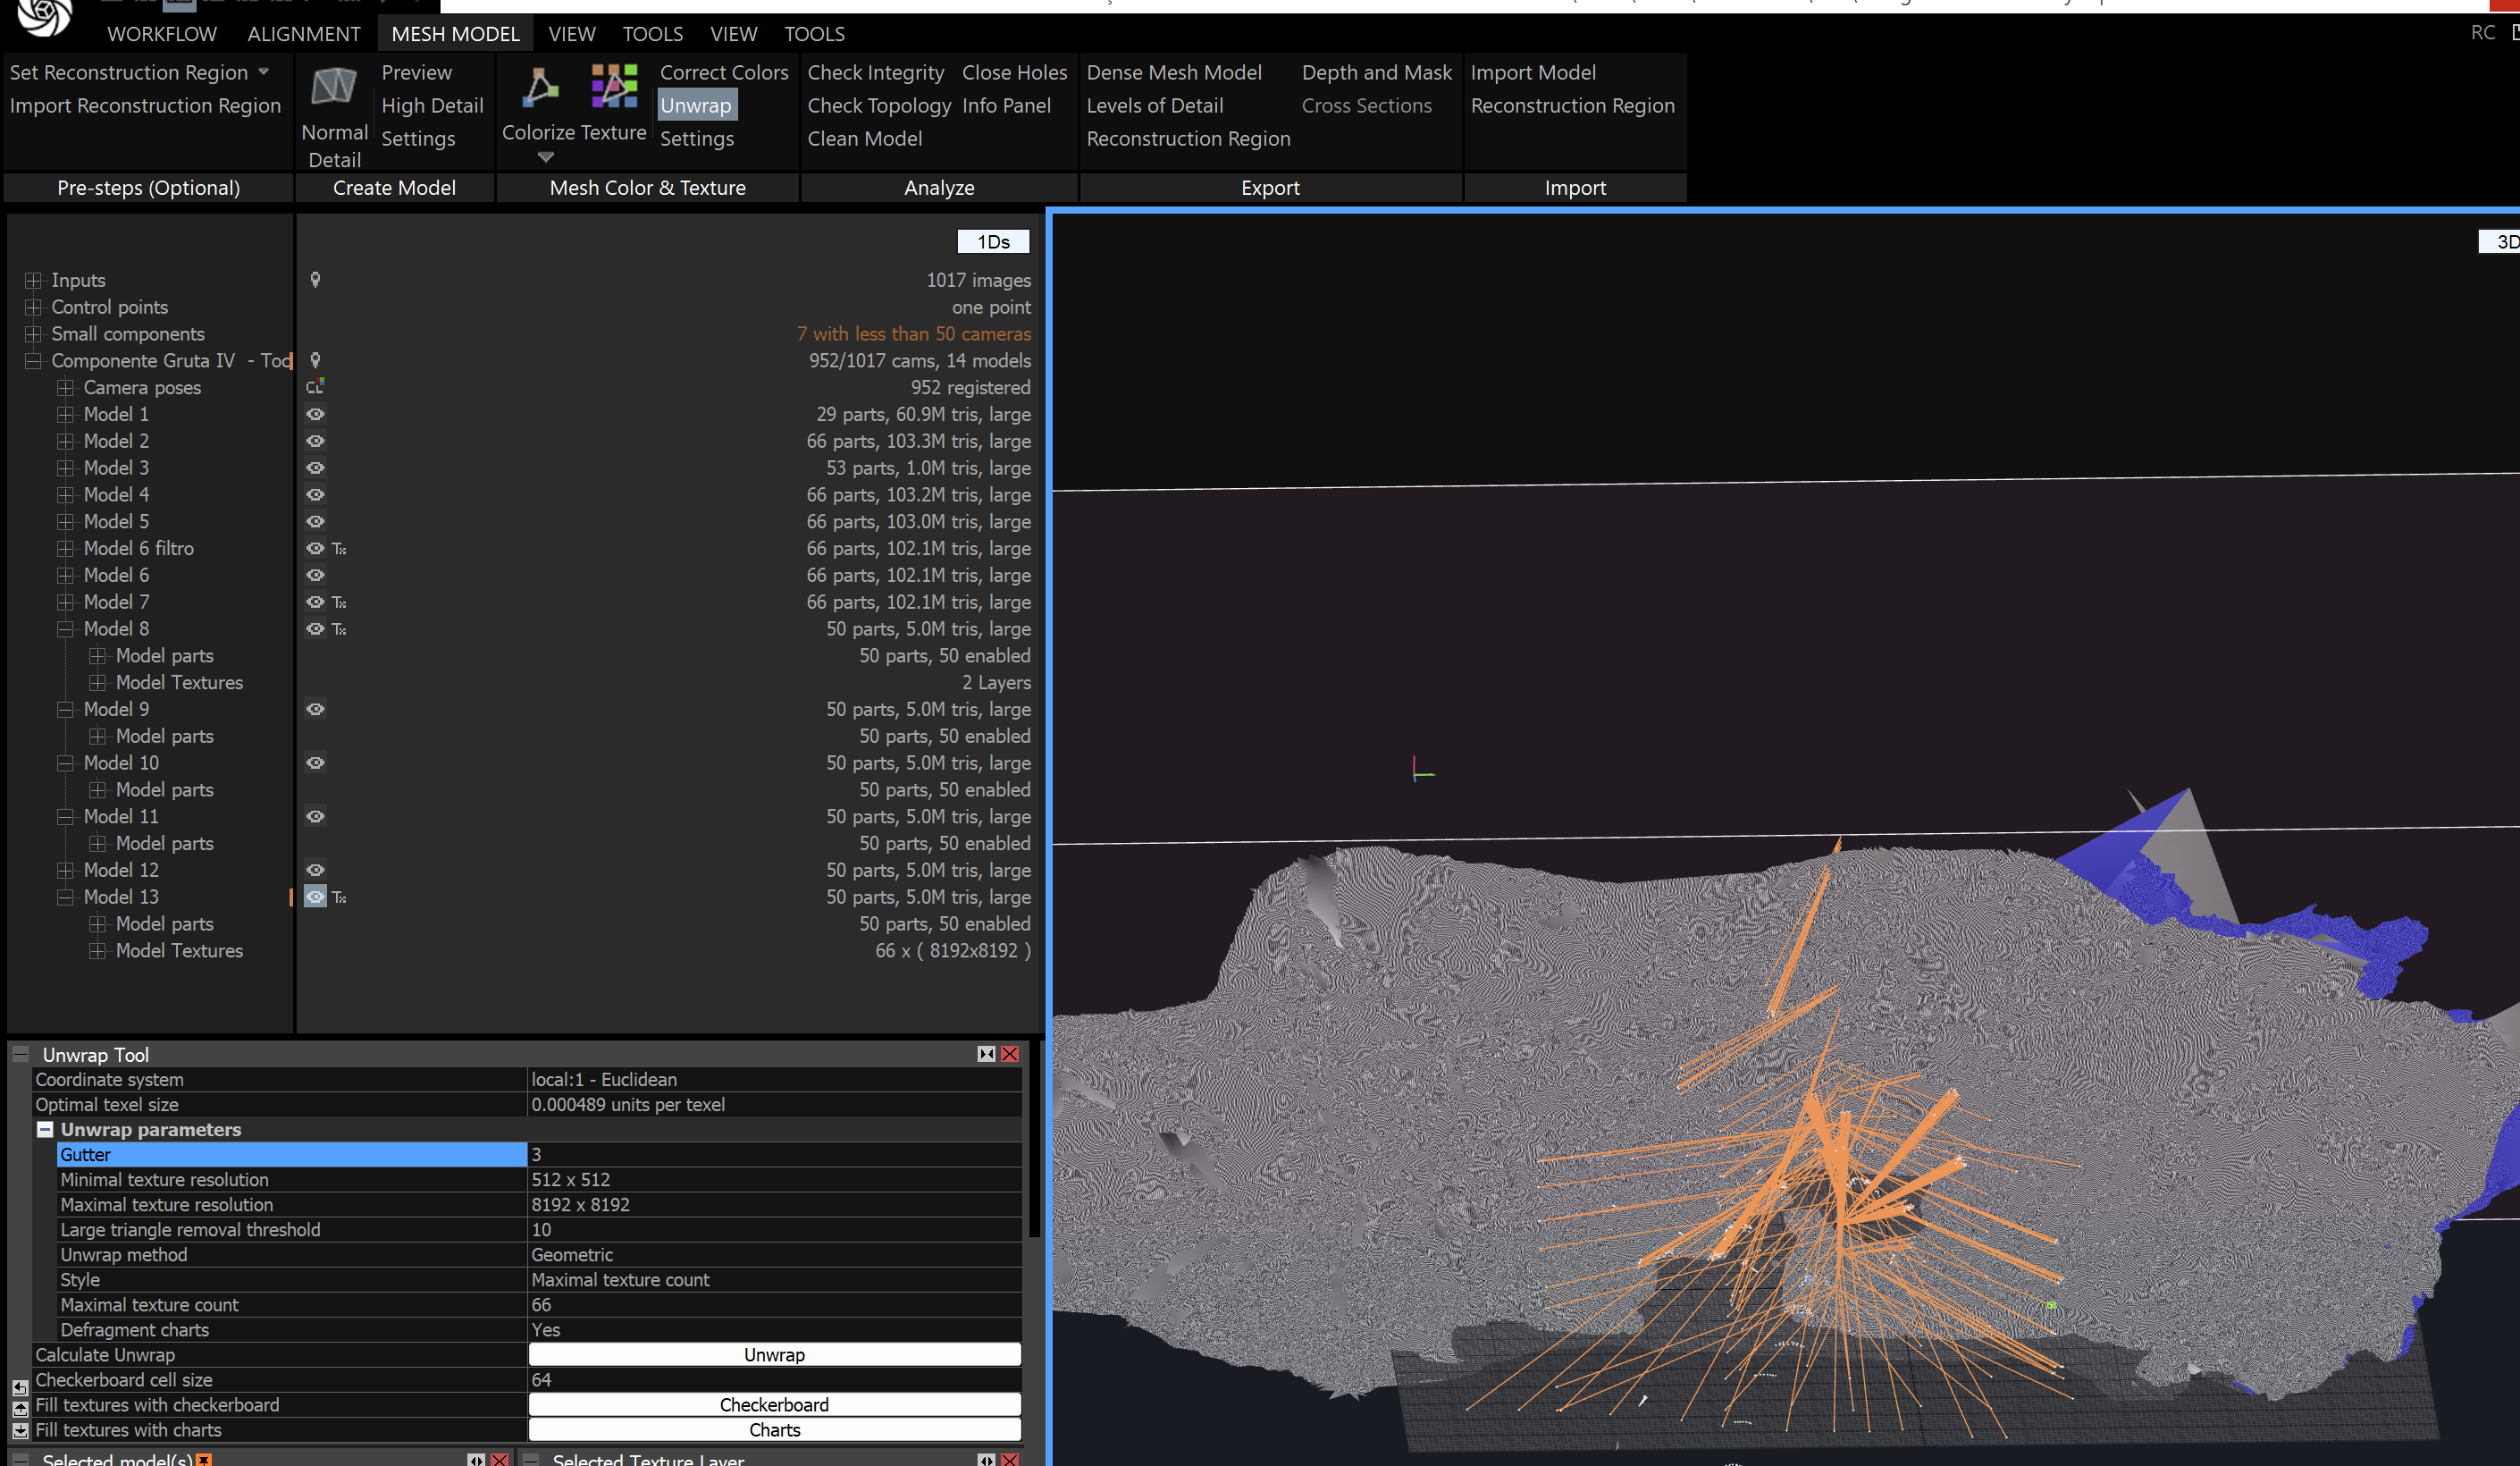 WORKFLOW ALIGNMENT MESH MODEL VIEW TOOLS VIEW TOOLS RC
Set Reconstruction Region
Import Reconstruction Region
Pre-steps (Optional)
Normal Detail
Preview
High Detail
Settings
Create Model
Colorize Texture
Correct Colors
Unwrap
Settings
Mesh Color & Texture
Check Integrity Close Holes
Check Topology Info Panel
Clean Model
Analyze
Dense Mesh Model Depth and Mask
Levels of Detail Cross Sections
Reconstruction Region
Export
Import Model
Reconstruction Region
Import
1Ds
3D
Inputs 1017 images
Control points one point
Small components 7 with less than 50 cameras
Componente Gruta IV - Toc 952/1017 cams, 14 models
Camera poses 952 registered
Model 1 29 parts, 60.9M tris, large
Model 2 66 parts, 103.3M tris, large
Model 3 53 parts, 1.0M tris, large
Model 4 66 parts, 103.2M tris, large
Model 5 66 parts, 103.0M tris, large
Model 6 filtro Tx 66 parts, 102.1M tris, large
Model 6 66 parts, 102.1M tris, large
Model 7 Tx 66 parts, 102.1M tris, large
Model 8 Tx 50 parts, 5.0M tris, large
Model parts 50 parts, 50 enabled
Model Textures 2 Layers
Model 9 50 parts, 5.0M tris, large
Model parts 50 parts, 50 enabled
Model 10 50 parts, 5.0M tris, large
Model parts 50 parts, 50 enabled
Model 11 50 parts, 5.0M tris, large
Model parts 50 parts, 50 enabled
Model 12 50 parts, 5.0M tris, large
Model 13 Tx 50 parts, 5.0M tris, large
Model parts 50 parts, 50 enabled
Model Textures 66 x ( 8192x8192 )
Unwrap Tool
Coordinate system local:1 - Euclidean
Optimal texel size 0.000489 units per texel
Unwrap parameters
Gutter 3
Minimal texture resolution 512 x 512
Maximal texture resolution 8192 x 8192
Large triangle removal threshold 10
Unwrap method Geometric
Style Maximal texture count
Maximal texture count 66
Defragment charts Yes
Calculate Unwrap Unwrap
Checkerboard cell size 64
Fill textures with checkerboard Checkerboard
Fill textures with charts Charts
Selected model(s) Selected Texture Layer